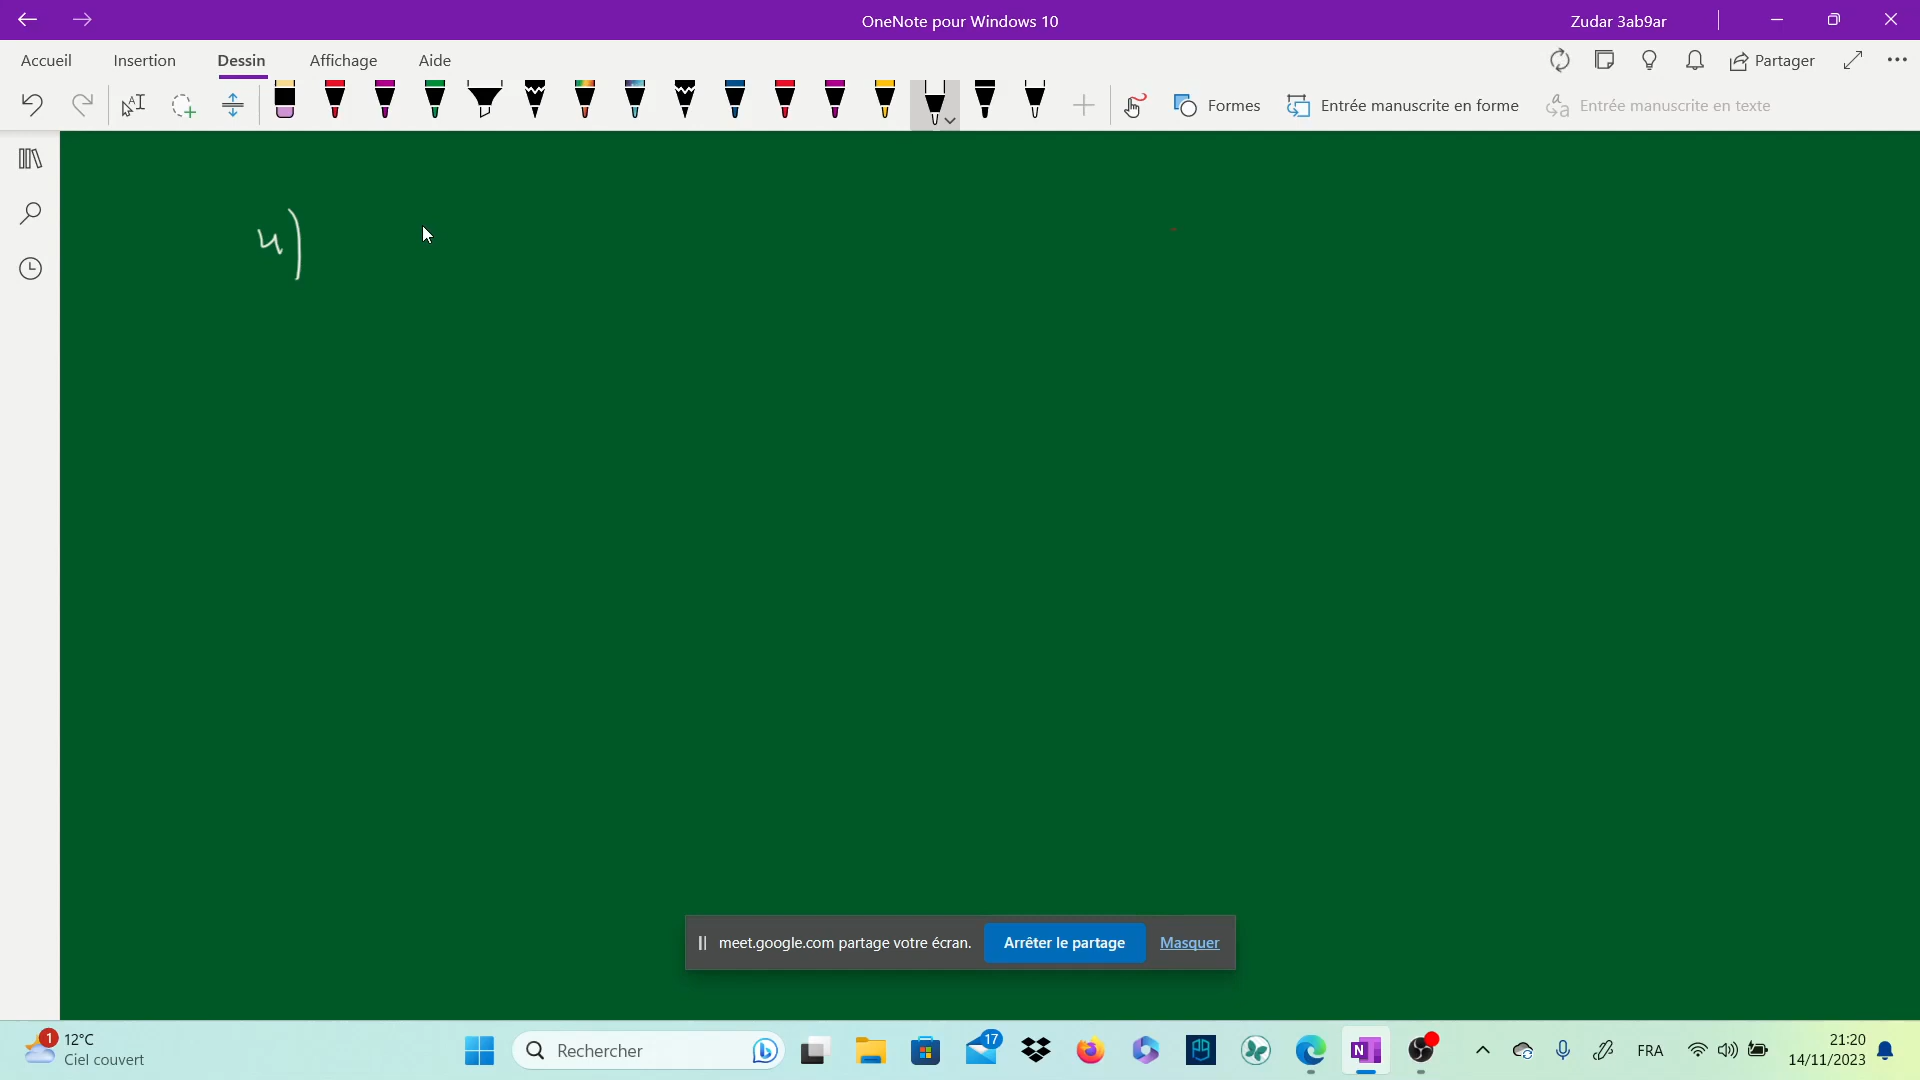 OneNote pour Windows 10
Zudar 3ab9ar
Accueil
Insertion
Dessin
Affichage
Aide
Partager
Formes
Entrée manuscrite en forme
Entrée manuscrite en texte
4)
meet.google.com partage votre écran.
Arrêter le partage
Masquer
1
12°C
Ciel couvert
Rechercher
17
N
FRA
21:20
14/11/2023